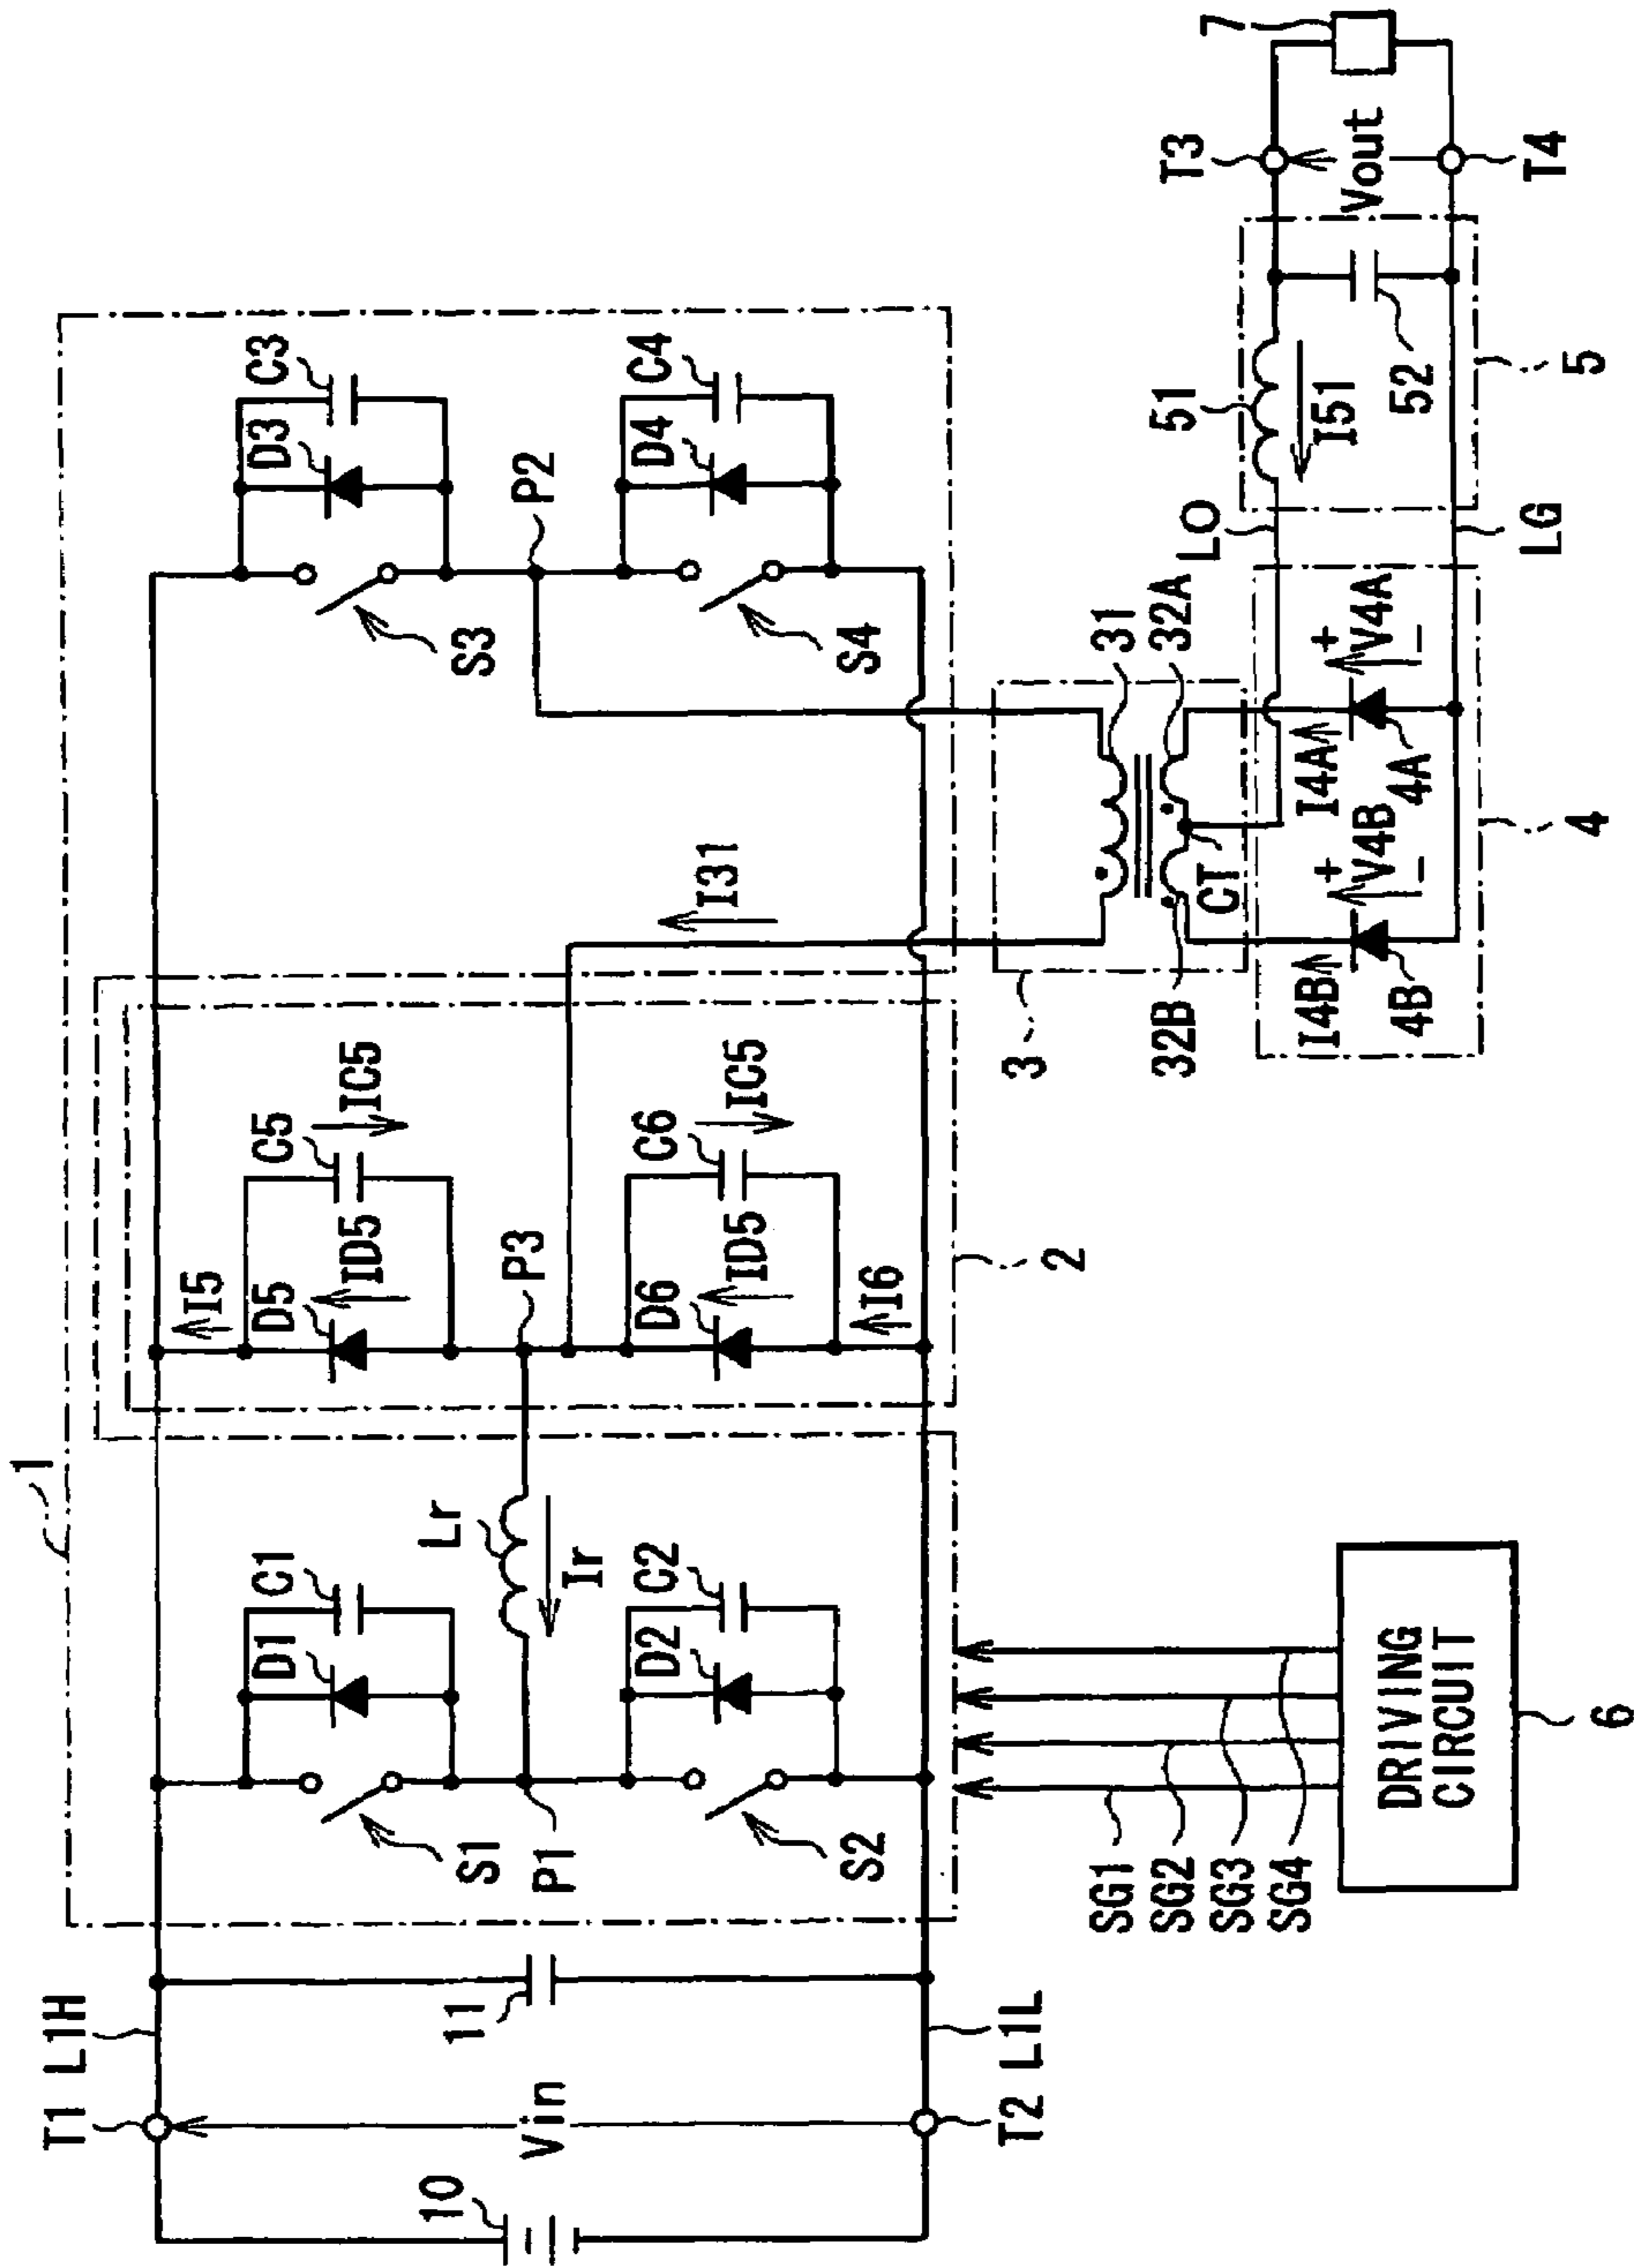 1
T1
L1H
10
Vin
11
T2
L1L
S1
D1
C1
P1
Lr
Ir
S2
D2
C2
I5
D5
ID5
C5
IC5
P3
D6
ID5
C6
IC5
I6
2
I31
S3
D3
C3
P2
S4
D4
C4
SG1
SG2
SG3
SG4
DRIVING
CIRCUIT
6
3
31
32A
32B
CT
I4B
4B
V4B
+
-
I4A
4A
V4A
+
-
4
LO
LG
51
I51
52
5
T3
Vout
T4
7